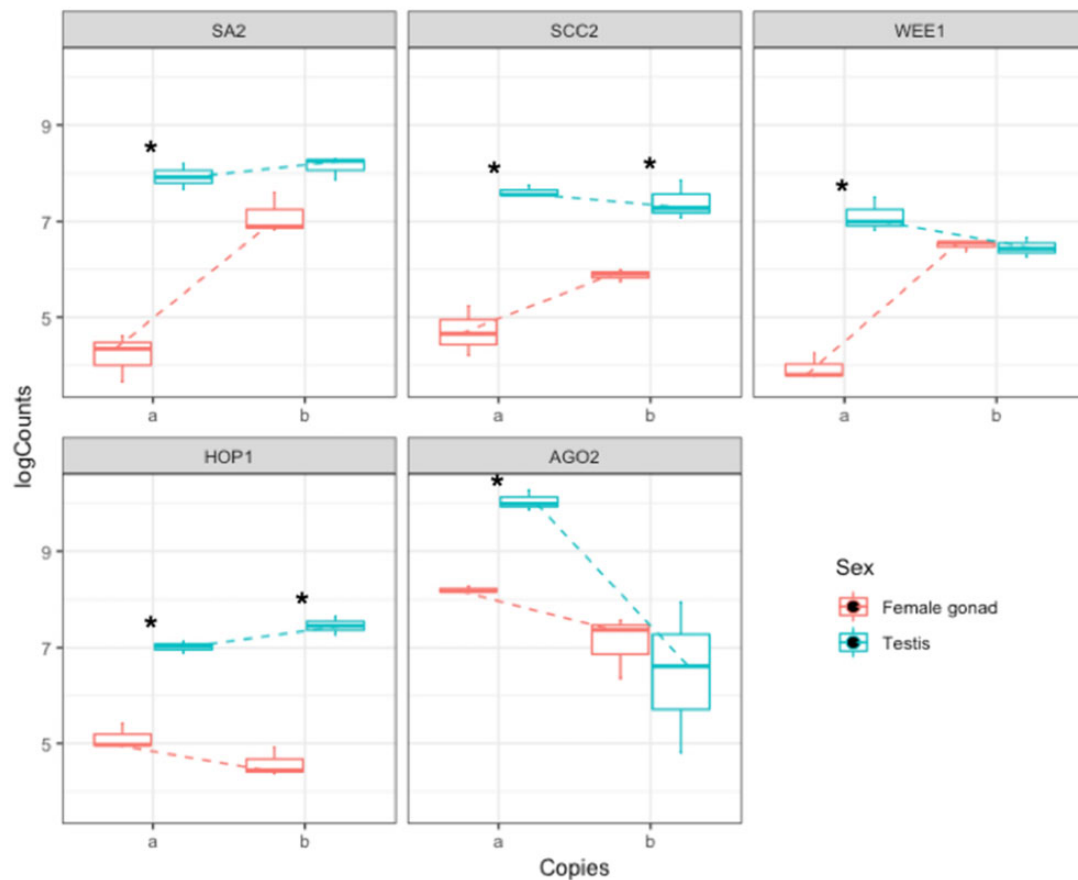 SA2 SCC2 WEE1
*
*
*
*
9
7
5
a b a b a b
logCounts
HOP1 AGO2
*
*
*
9
7
5
a b a b
Copies
Sex
Female gonad
Testis